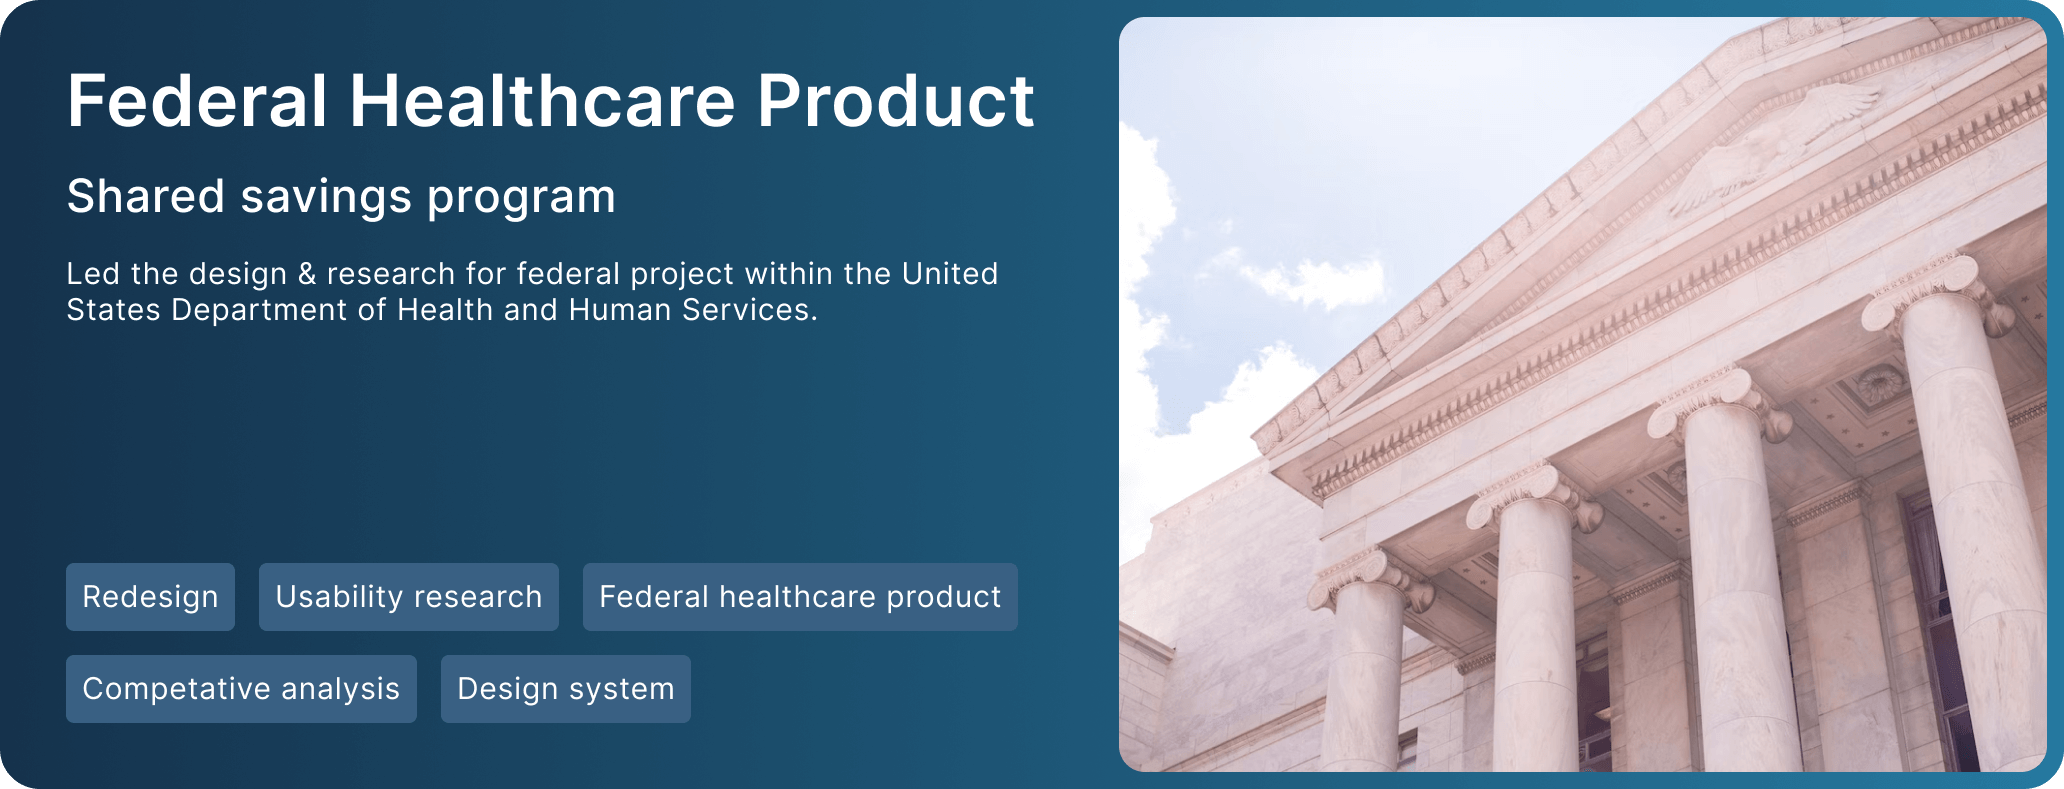 Federal Healthcare Product
Shared savings program
Led the design & research for federal project within the United
States Department of Health and Human Services.
Redesign
Usability research
Federal healthcare product
Competative analysis
Design system